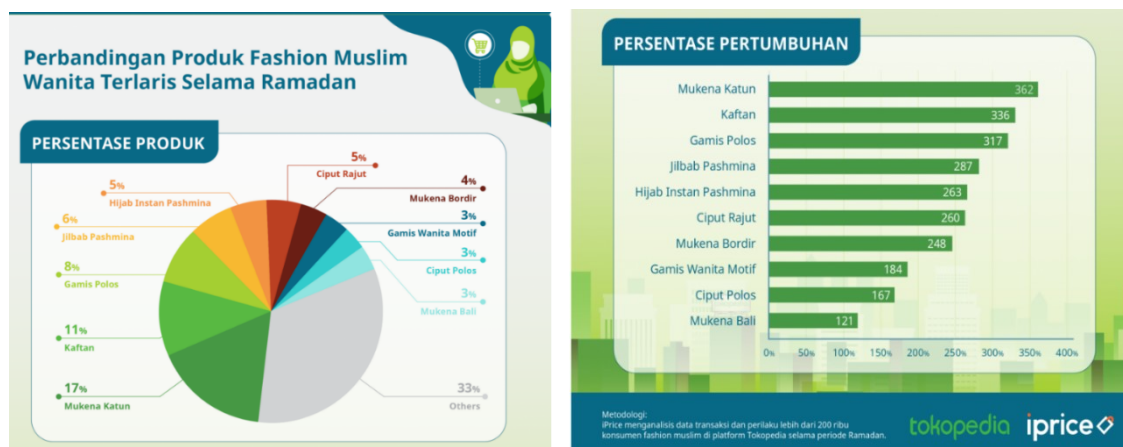 Perbandingan Produk Fashion Muslim
Wanita Terlaris Selama Ramadan
PERSENTASE PRODUK
5%
Ciput Rajut
5%
Hijab Instan Pashmina
4%
Mukena Bordir
6%
Jilbab Pashmina
3%
Gamis Wanita Motif
8%
Gamis Polos
3%
Ciput Polos
3%
Mukena Bali
11%
Kaftan
17%
Mukena Katun
33%
Others
PERSENTASE PERTUMBUHAN
Mukena Katun 362
Kaftan 336
Gamis Polos 317
Jilbab Pashmina 287
Hijab Instan Pashmina 263
Ciput Rajut 260
Mukena Bordir 248
Gamis Wanita Motif 184
Ciput Polos 167
Mukena Bali 121
0% 50% 100% 150% 200% 250% 300% 350% 400%
Metodologi:
iPrice menganalisis data transaksi dan perilaku lebih dari 200 ribu
konsumen fashion muslim di platform Tokopedia selama periode Ramadan.
tokopedia iprice